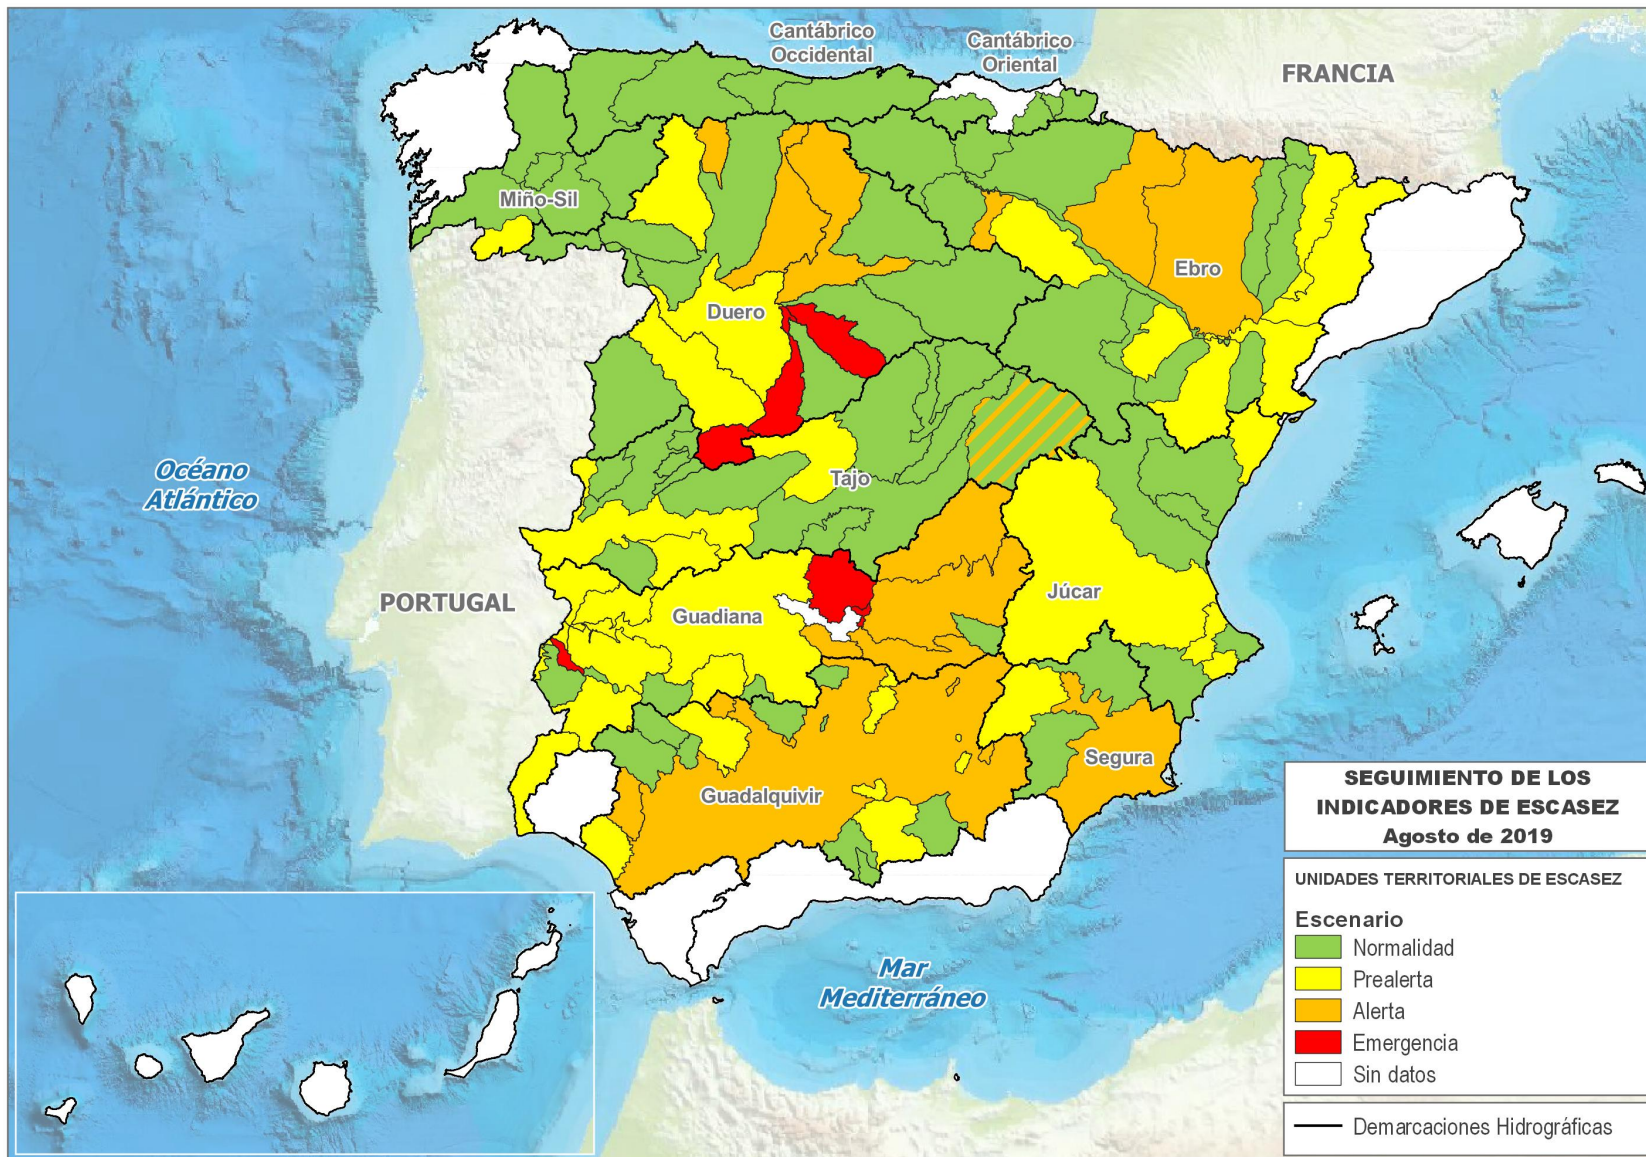 Cantábrico
Occidental
Cantábrico
Oriental
FRANCIA
Miño-Sil
Ebro
Duero
Océano
Atlántico
Tajo
PORTUGAL
Guadiana
Júcar
Segura
Guadalquivir
Mar
Mediterráneo
SEGUIMIENTO DE LOS
INDICADORES DE ESCASEZ
Agosto de 2019
UNIDADES TERRITORIALES DE ESCASEZ
Escenario
Normalidad
Prealerta
Alerta
Emergencia
Sin datos
Demarcaciones Hidrográficas